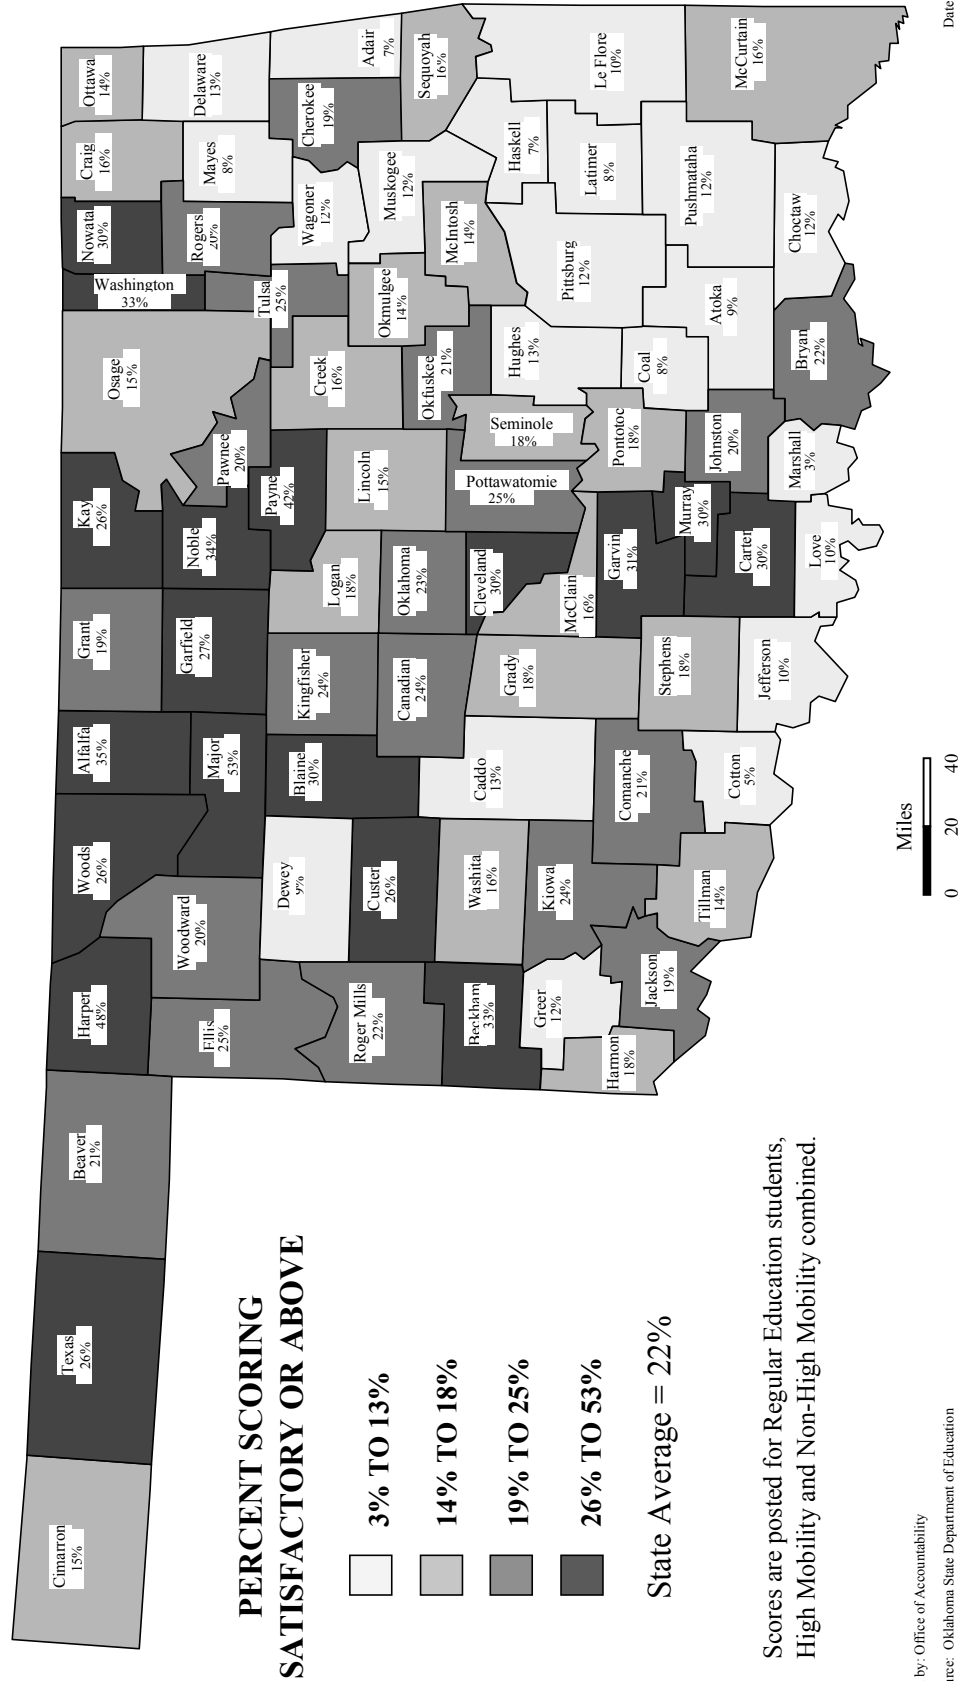 Cimarron
15%
Texas
26%
Beaver
21%
Harper
48%
Woods
26%
Alfalfa
35%
Grant
19%
Kay
26%
Osage
15%
Washington
33%
Nowata
30%
Craig
16%
Ottawa
14%
Ellis
25%
Woodward
20%
Major
53%
Garfield
27%
Noble
34%
Pawnee
20%
Rogers
20%
Mayes
8%
Delaware
13%
Dewey
9%
Blaine
30%
Kingfisher
24%
Logan
18%
Payne
42%
Creek
16%
Tulsa
25%
Wagoner
12%
Cherokee
19%
Adair
7%
Roger Mills
22%
Custer
26%
Canadian
24%
Oklahoma
23%
Lincoln
15%
Okfuskee
21%
Okmulgee
14%
Muskogee
12%
Sequoyah
16%
Beckham
33%
Washita
16%
Caddo
13%
Grady
18%
Cleveland
30%
Pottawatomie
25%
Seminole
18%
Hughes
13%
McIntosh
14%
Haskell
7%
Greer
12%
Kiowa
24%
McClain
16%
Pittsburg
12%
Latimer
8%
Le Flore
10%
Harmon
18%
Jackson
19%
Comanche
21%
Stephens
18%
Garvin
31%
Pontotoc
18%
Coal
8%
Murray
30%
Johnston
20%
Atoka
9%
Pushmataha
12%
McCurtain
16%
Tillman
14%
Cotton
5%
Jefferson
10%
Carter
30%
Love
10%
Marshall
3%
Bryan
22%
Choctaw
12%
PERCENT SCORING
SATISFACTORY OR ABOVE
3% TO 13%
14% TO 18%
19% TO 25%
26% TO 53%
State Average = 22%
Scores are posted for Regular Education students,
High Mobility and Non-High Mobility combined.
Miles
0 20 40
by: Office of Accountability
rce: Oklahoma State Department of Education
Date